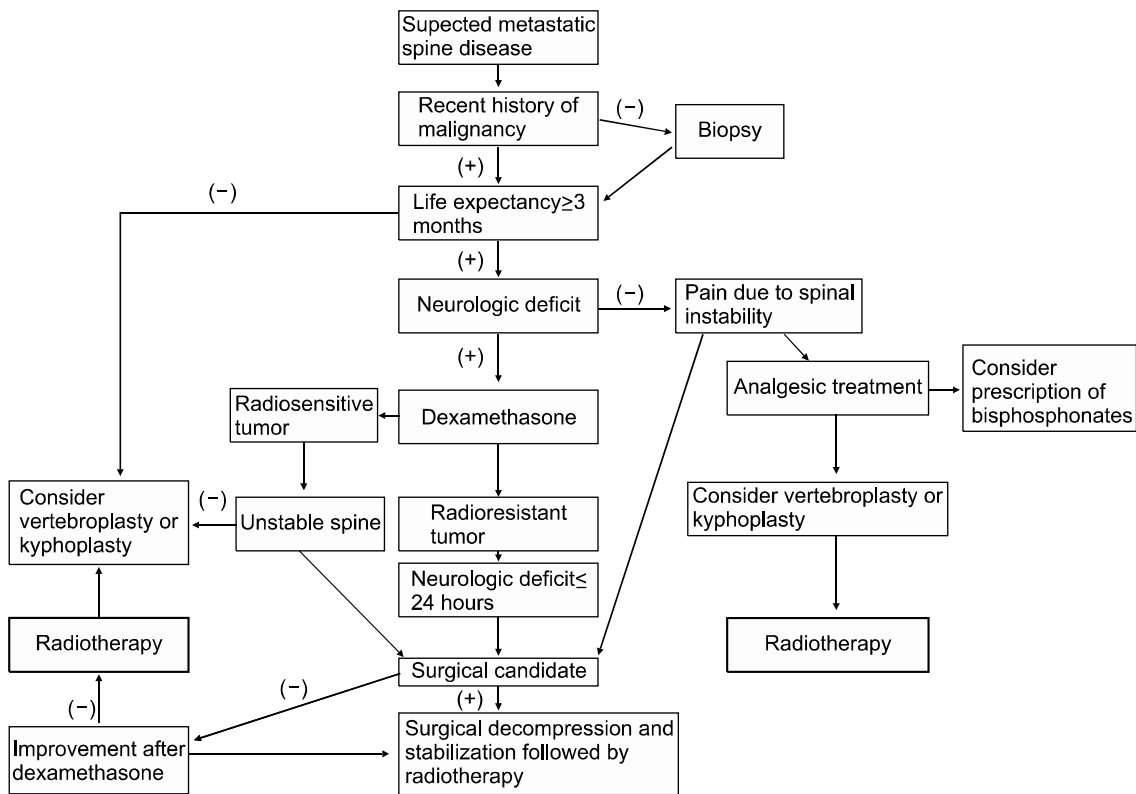 Supected metastatic
spine disease
Recent history of
malignancy
(−)
Biopsy
(+)
(−)
Life expectancy≥3
months
(+)
Neurologic deficit
(−)
Pain due to spinal
instability
(+)
Analgesic treatment
Consider
prescription of
bisphosphonates
Radiosensitive
tumor
Dexamethasone
Consider
vertebroplasty or
kyphoplasty
(−)
Unstable spine
Radioresistant
tumor
Consider vertebroplasty or
kyphoplasty
Neurologic deficit≤
24 hours
Radiotherapy
Radiotherapy
Surgical candidate
(−)
(−)
(+)
Improvement after
dexamethasone
Surgical decompression and
stabilization followed by
radiotherapy